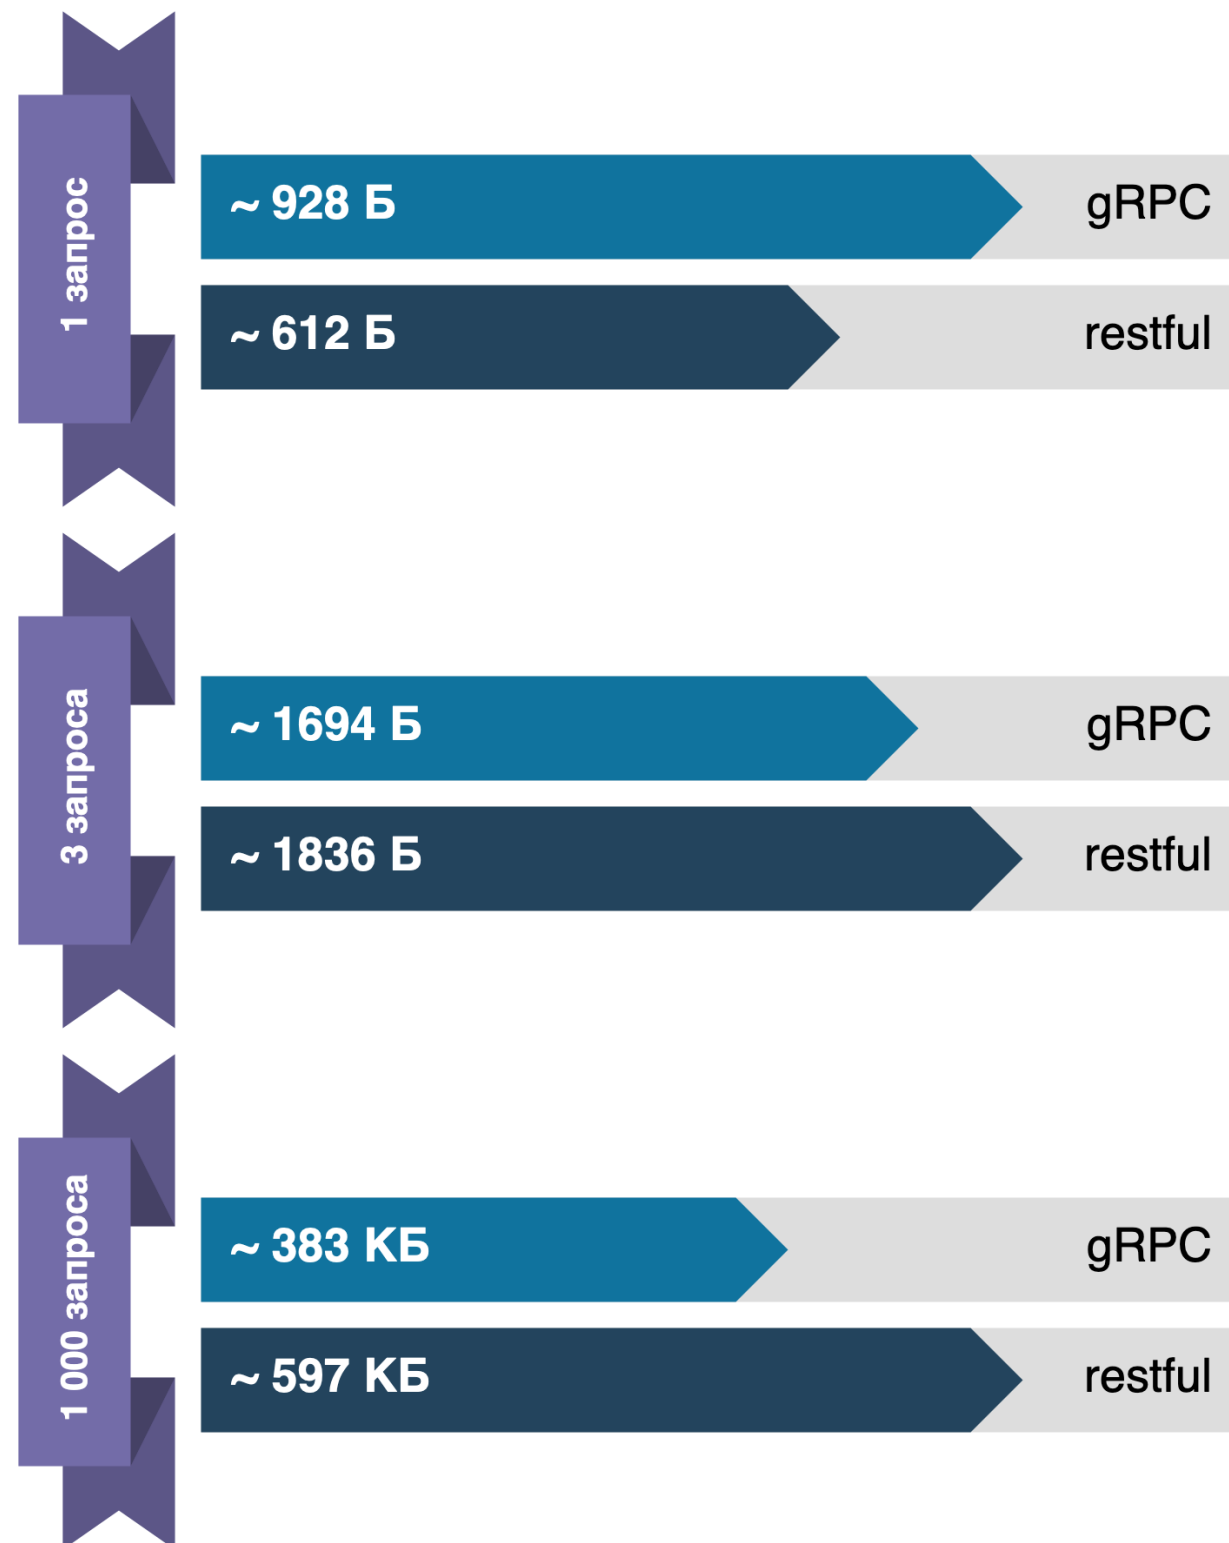 1 запрос
~ 928 Б
gRPC
~ 612 Б
restful
3 запроса
~ 1694 Б
gRPC
~ 1836 Б
restful
1 000 запроса
~ 383 КБ
gRPC
~ 597 КБ
restful